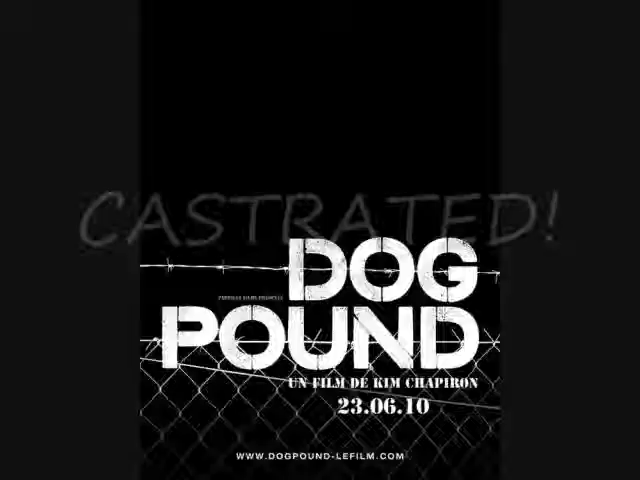 CASTRATED!
DOG
POUND
UN FILM DE KIM CHAPIRON
23.06.10
WWW.DOGPOUND-LEFILM.COM